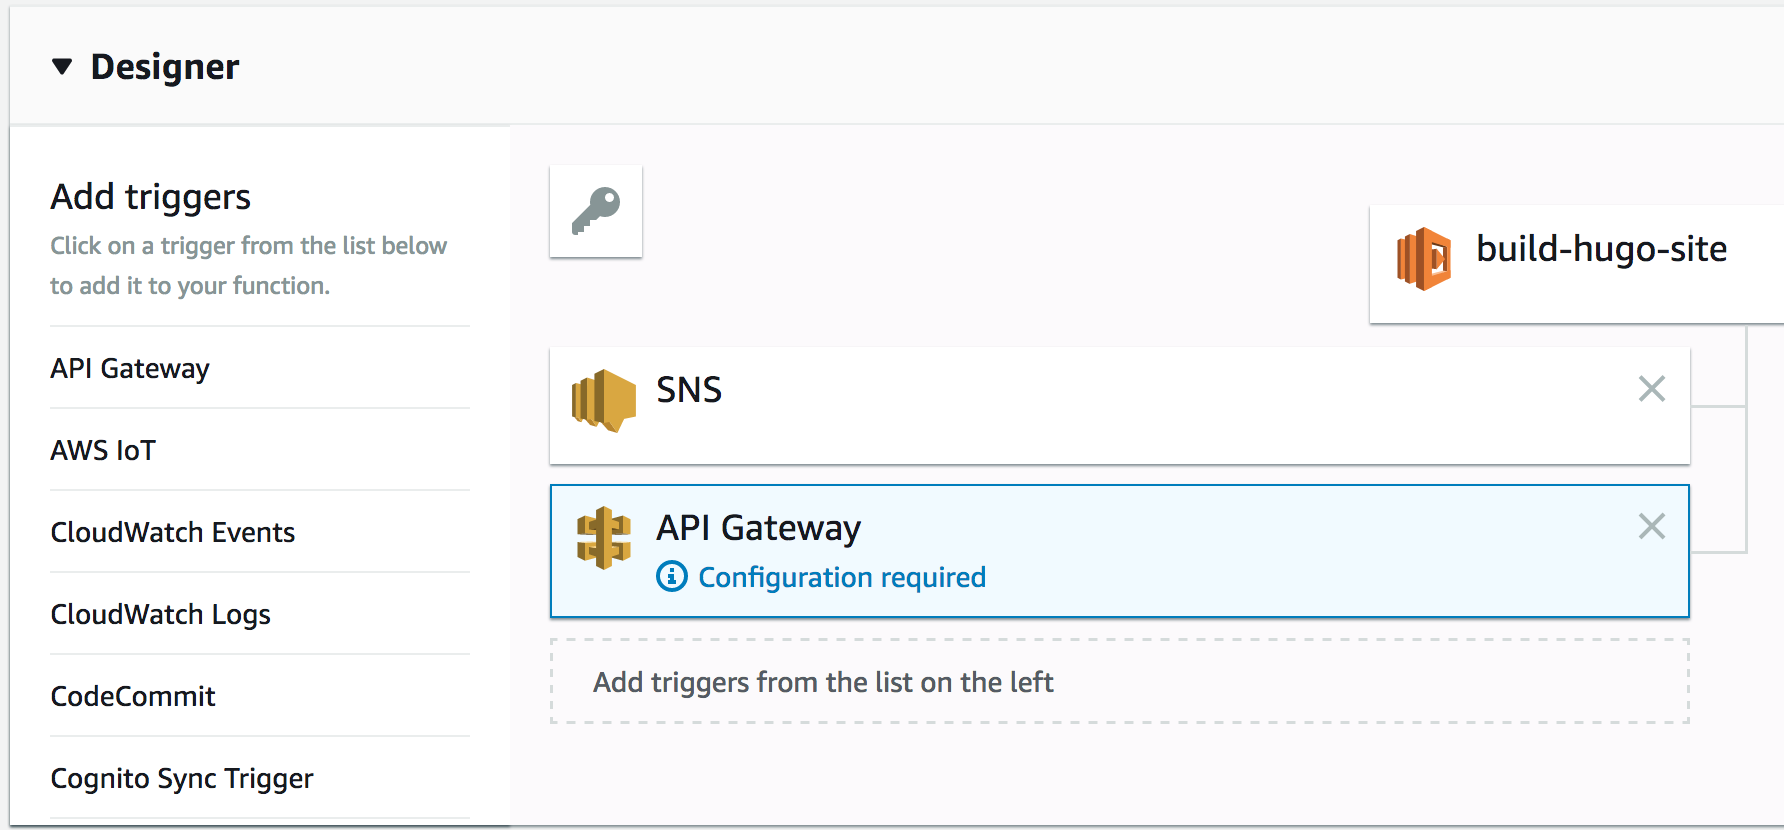 Designer
Add triggers
Click on a trigger from the list below
to add it to your function.
API Gateway
AWS IoT
CloudWatch Events
CloudWatch Logs
CodeCommit
Cognito Sync Trigger
build-hugo-site
SNS
API Gateway
Configuration required
Add triggers from the list on the left